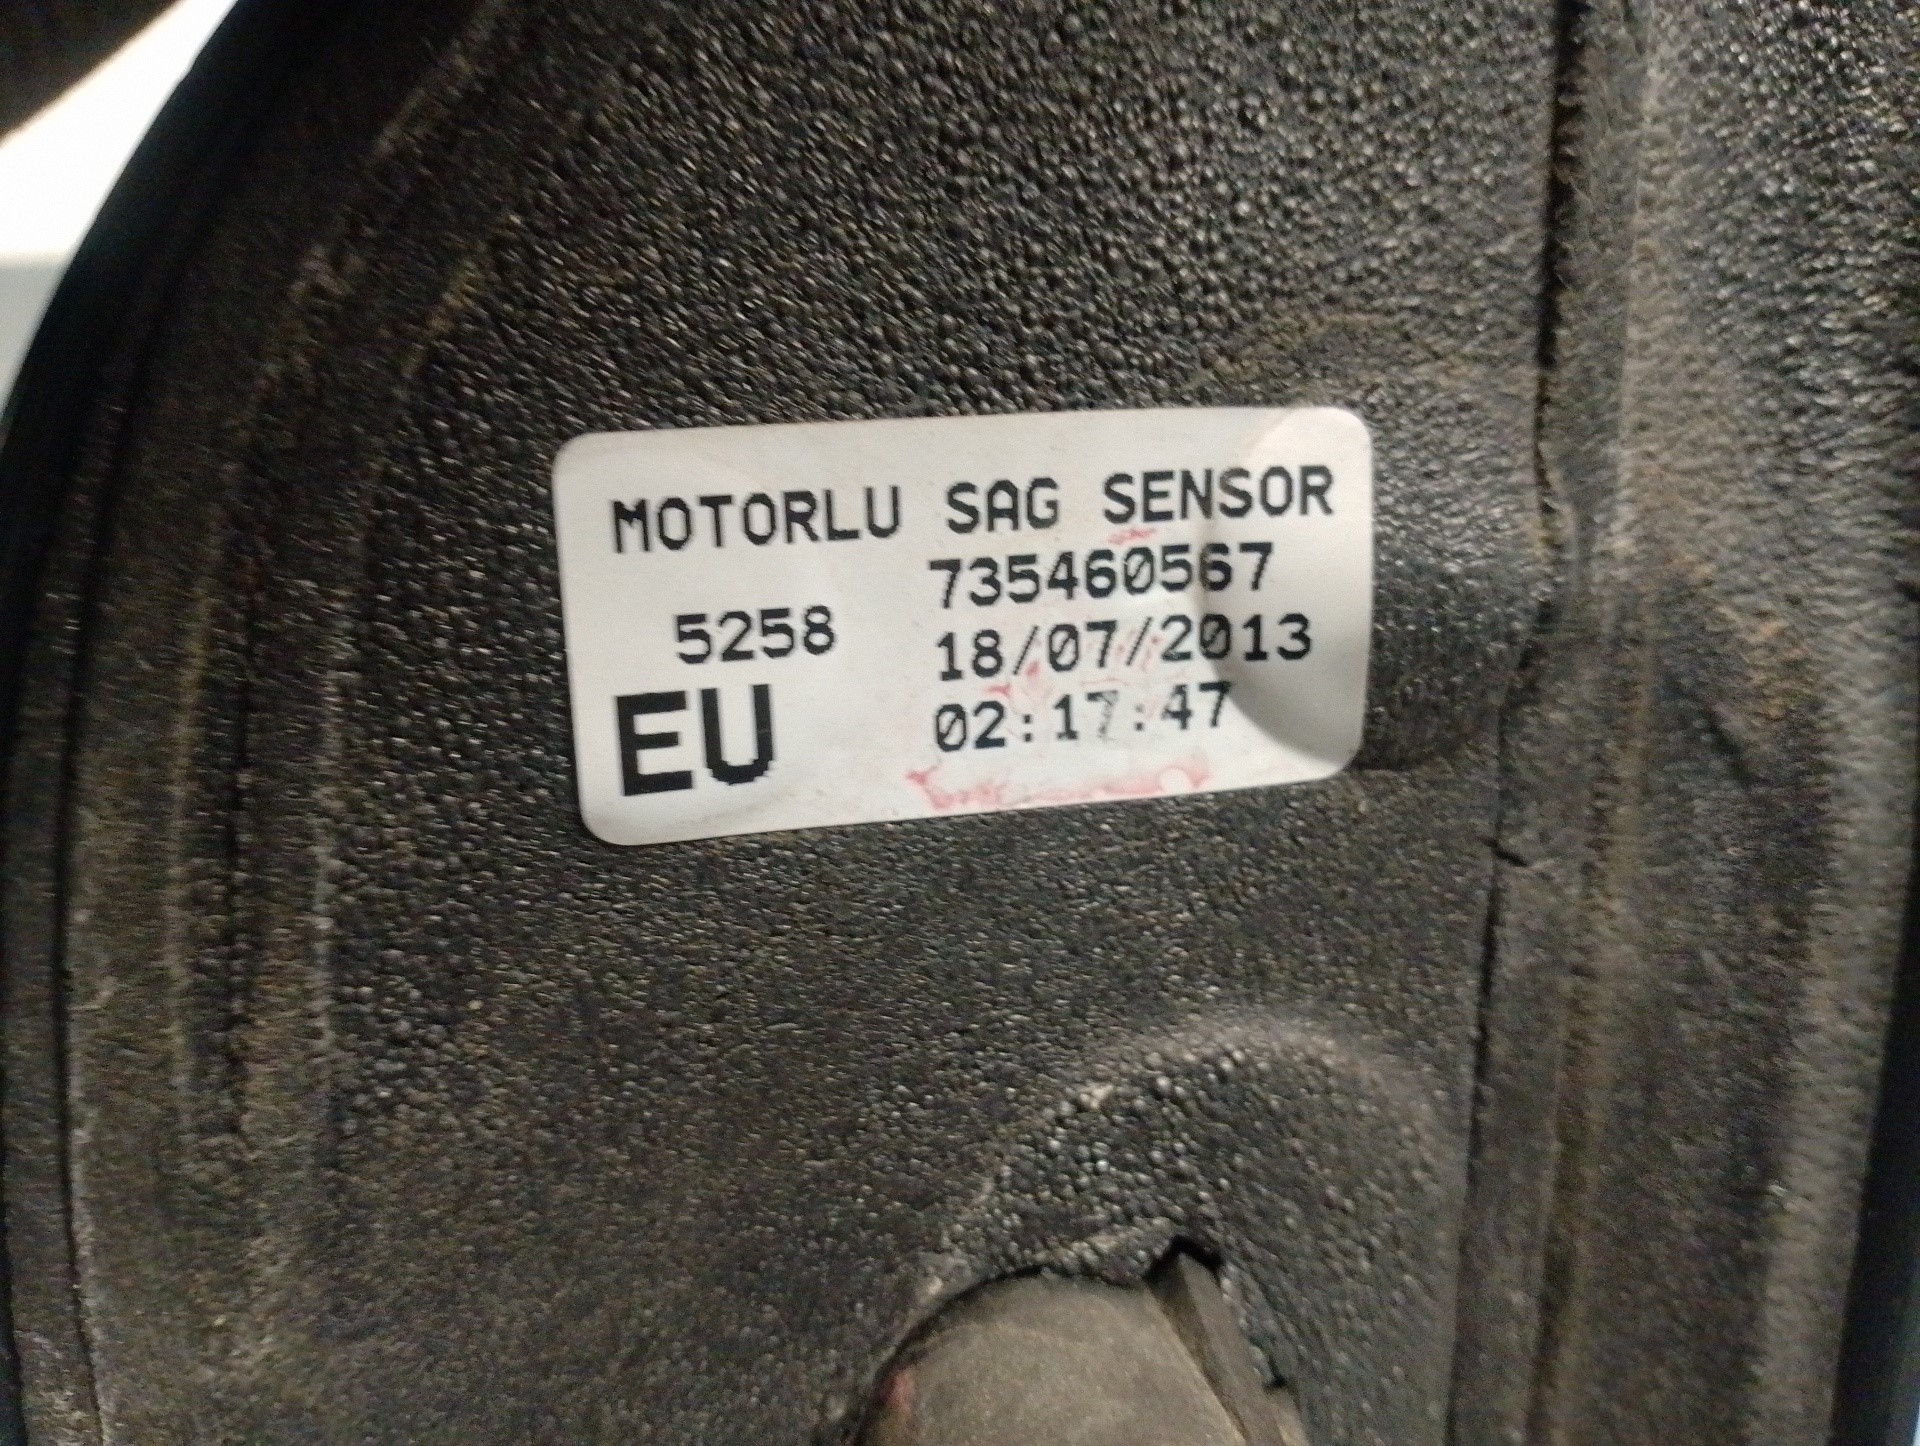 MOTORLU SAG SENSOR
735460567
5258
18/07/2013
EU
02:17:47